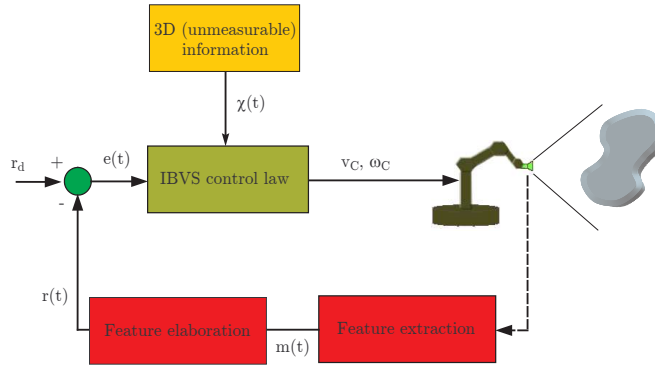 3D (unmeasurable)
information
χ(t)
r_d
+
e(t)
-
IBVS control law
v_C, ω_C
r(t)
Feature elaboration
m(t)
Feature extraction